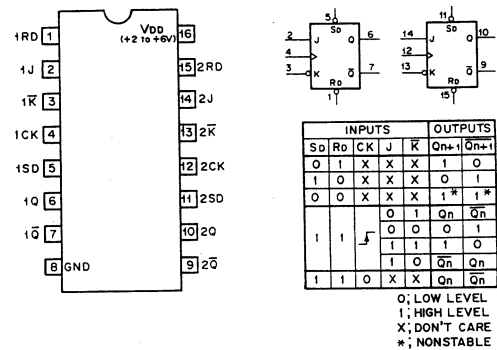 1RD 1
1J 2
1K̅ 3
1CK 4
1SD 5
1Q 6
1Q̅ 7
8 GND
VDD
(+2 to +6V)
16
15 2RD
14 2J
13 2K̅
12 2CK
11 2SD
10 2Q
9 2Q̅
5
SD
2 J Q 6
4
3 K Q̅ 7
RD
1
11
SD
14 J Q 10
12
13 K Q̅ 9
RD
15
INPUTS OUTPUTS
SD RD CK J K̅ Qn+1 Q̅n+1
0 1 X X X 1 0
1 0 X X X 0 1
0 0 X X X 1* 1*
1 1 0 1 Qn Q̅n
0 0 0 1
1 1 1 0
1 0 Q̅n Qn
1 1 0 X X Qn Q̅n
0; LOW LEVEL
1; HIGH LEVEL
X; DON'T CARE
*; NONSTABLE